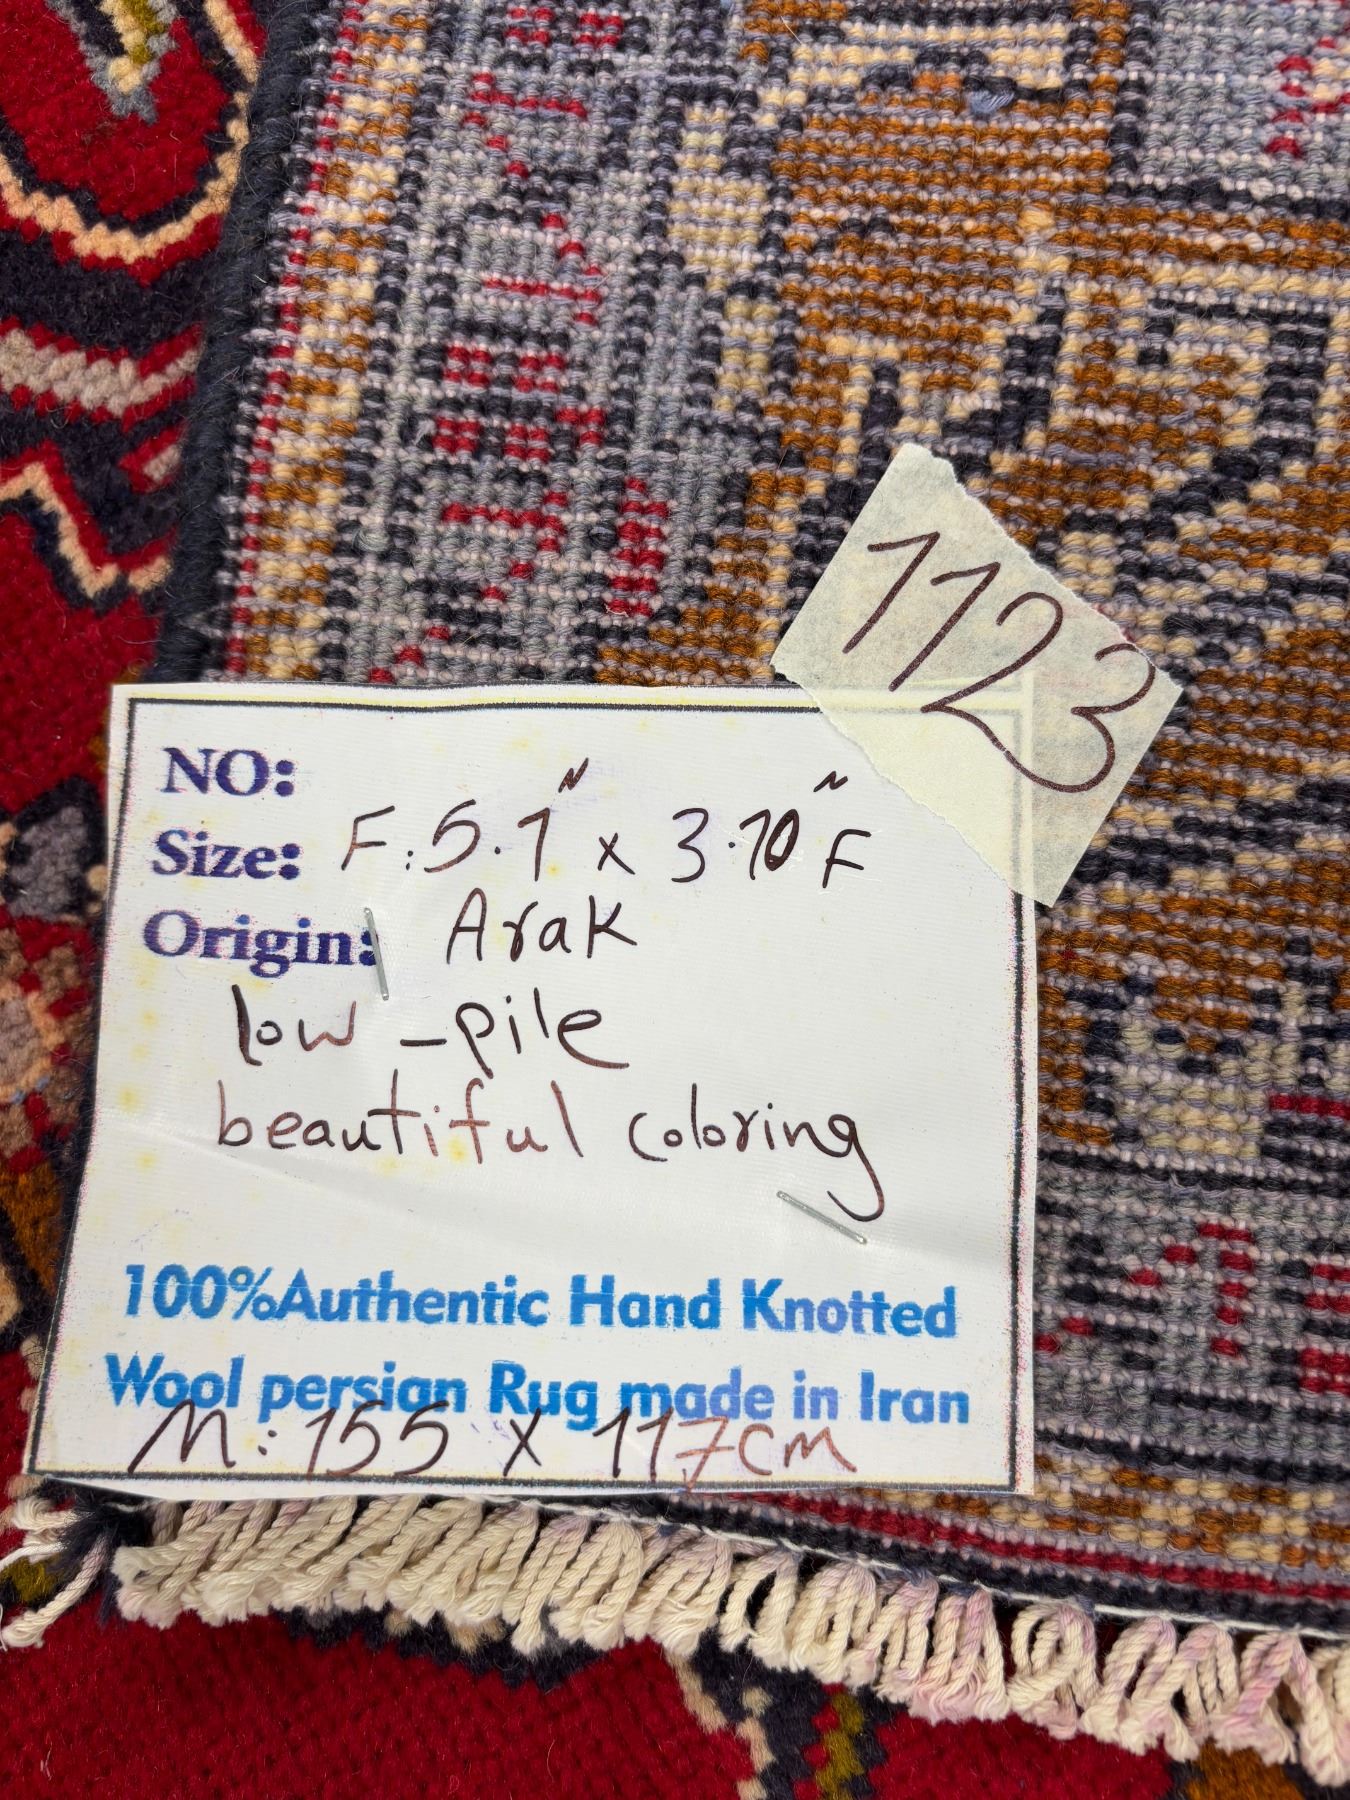 1123
NO:
Size: F: 5.1" x 3.10" F
Origin: Arak
low-pile
beautiful coloring
100%Authentic Hand Knotted
Wool persian Rug made in Iran
M: 155 x 117cm